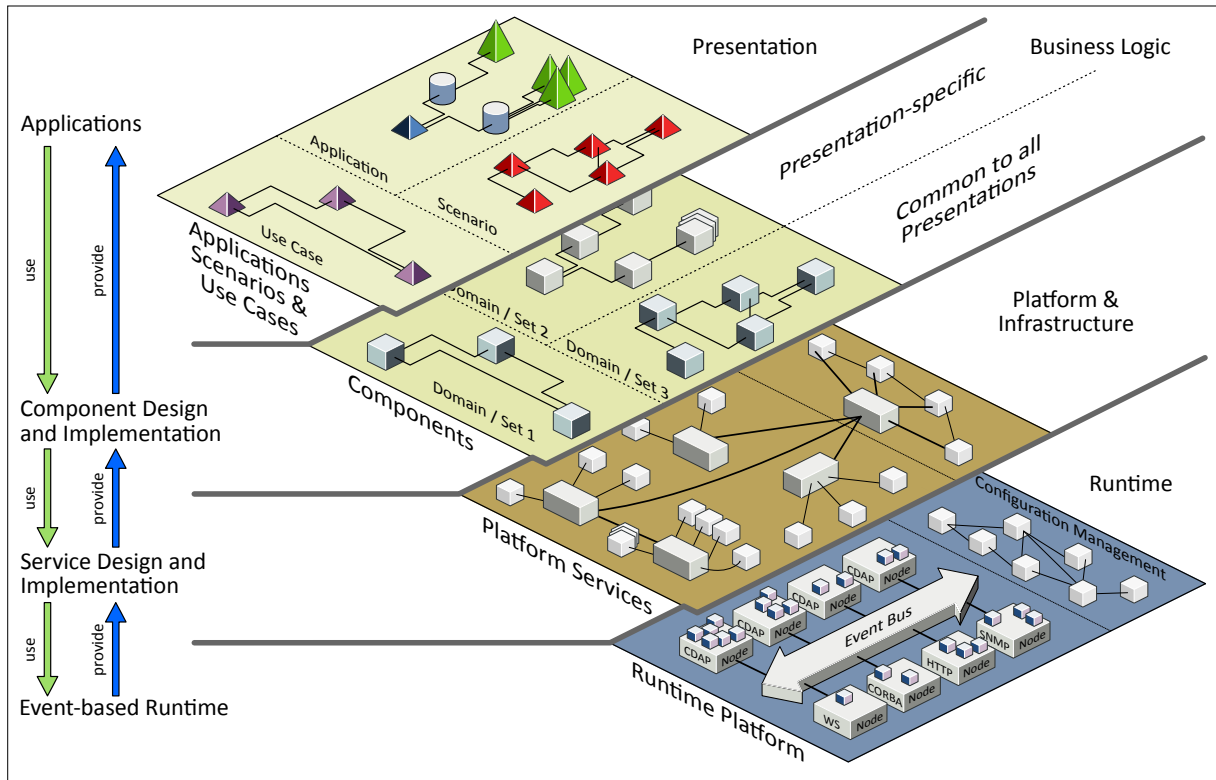 Presentation
Business Logic
Presentation-specific
Common to all
Presentations
Platform &
Infrastructure
Runtime
Applications
use
provide
Component Design
and Implementation
use
provide
Service Design and
Implementation
use
provide
Event-based Runtime
Application
Scenario
Use Case
Applications
Scenarios &
Use Cases
Domain / Set 2
Domain / Set 3
Domain / Set 1
Components
Platform Services
Configuration Management
CDAP Node
CDAP Node
CDAP Node
CDAP Node
Event Bus
SNMP Node
HTTP Node
CORBA Node
WS Node
Runtime Platform